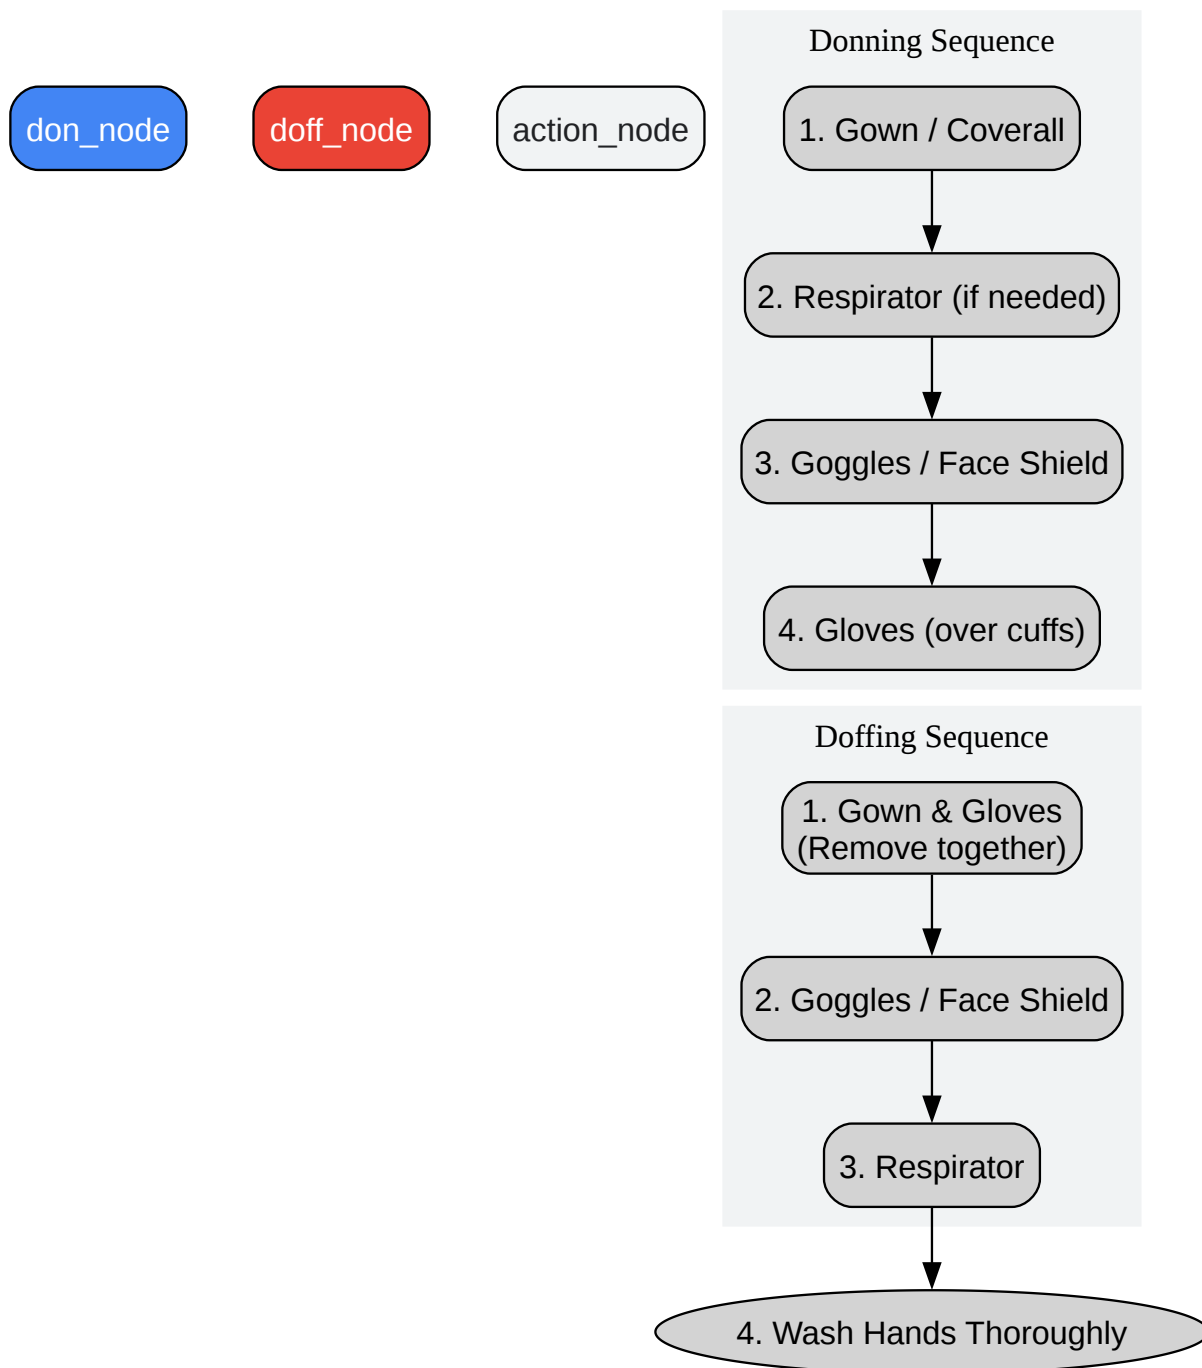 Donning Sequence
don_node
doff_node
action_node
1. Gown / Coverall
2. Respirator (if needed)
3. Goggles / Face Shield
4. Gloves (over cuffs)
Doffing Sequence
1. Gown & Gloves
(Remove together)
2. Goggles / Face Shield
3. Respirator
4. Wash Hands Thoroughly